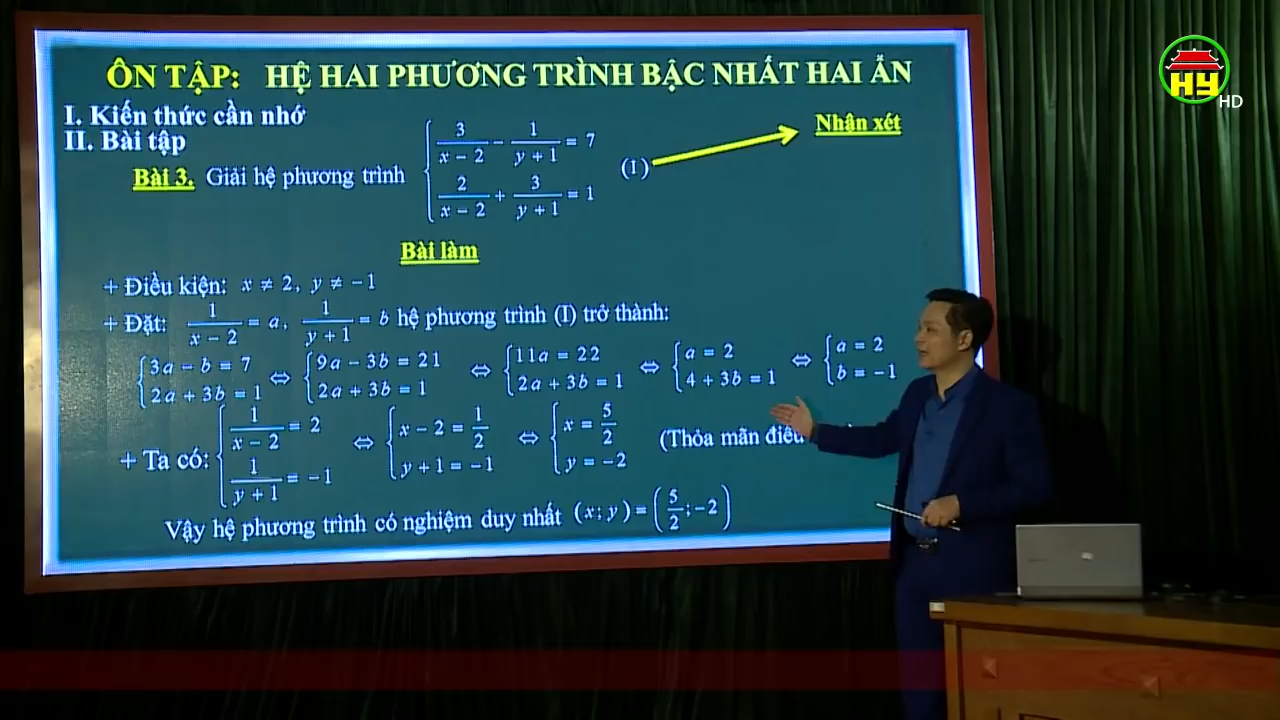 ÔN TẬP: HỆ HAI PHƯƠNG TRÌNH BẬC NHẤT HAI ẨN
HY HD
I. Kiến thức cần nhớ
II. Bài tập
Nhận xét
Bài 3. Giải hệ phương trình { 3/(x − 2) − 1/(y + 1) = 7
2/(x − 2) + 3/(y + 1) = 1 (I)
Bài làm
+ Điều kiện: x ≠ 2, y ≠ −1
+ Đặt: 1/(x − 2) = a, 1/(y + 1) = b hệ phương trình (I) trở thành:
{ 3a − b = 7 ⇔ { 9a − 3b = 21 ⇔ { 11a = 22 ⇔ { a = 2 ⇔ { a = 2
2a + 3b = 1 2a + 3b = 1 2a + 3b = 1 4 + 3b = 1 b = −1
+ Ta có: { 1/(x − 2) = 2 ⇔ { x − 2 = 1/2 ⇔ { x = 5/2 (Thỏa mãn
1/(y + 1) = −1 y + 1 = −1 y = −2
Vậy hệ phương trình có nghiệm duy nhất (x; y) = (5/2; −2)